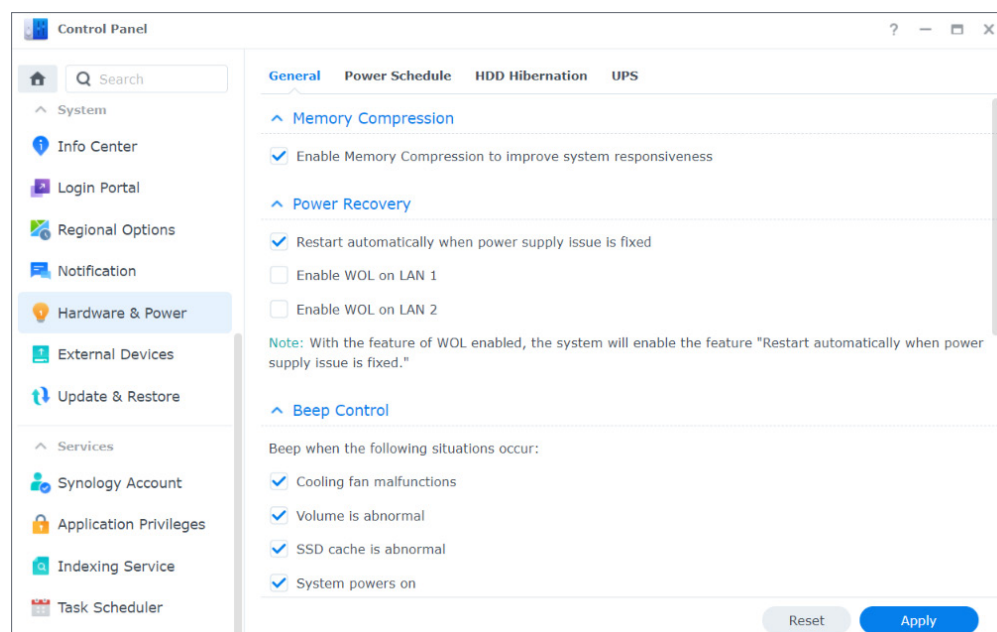 Control Panel
?
Search
System
Info Center
Login Portal
Regional Options
Notification
Hardware & Power
External Devices
Update & Restore
Services
Synology Account
Application Privileges
Indexing Service
Task Scheduler
General Power Schedule HDD Hibernation UPS
Memory Compression
Enable Memory Compression to improve system responsiveness
Power Recovery
Restart automatically when power supply issue is fixed
Enable WOL on LAN 1
Enable WOL on LAN 2
Note: With the feature of WOL enabled, the system will enable the feature "Restart automatically when power
supply issue is fixed."
Beep Control
Beep when the following situations occur:
Cooling fan malfunctions
Volume is abnormal
SSD cache is abnormal
System powers on
Reset Apply